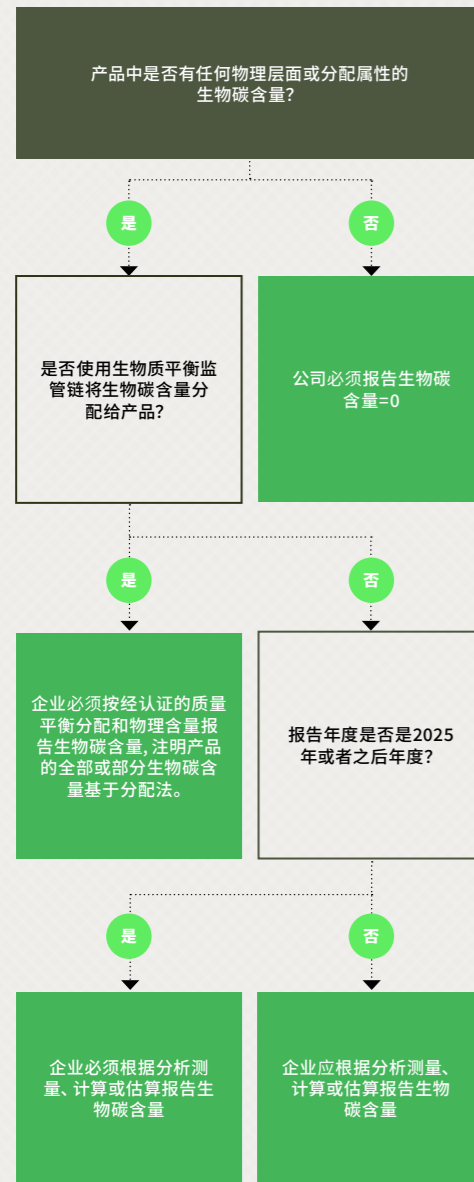 产品中是否有任何物理层面或分配属性的
生物碳含量？
是
否
是否使用生物质平衡监
管链将生物碳含量分
配给产品？
公司必须报告生物碳
含量=0
是
否
企业必须按经认证的质量
平衡分配和物理含量报
告生物碳含量, 注明产品
的全部或部分生物碳含
量基于分配法。
报告年度是否是2025
年或者之后年度？
是
否
企业必须根据分析测
量、计算或估算报告生
物碳含量
企业应根据分析测量、
计算或估算报告生物
碳含量